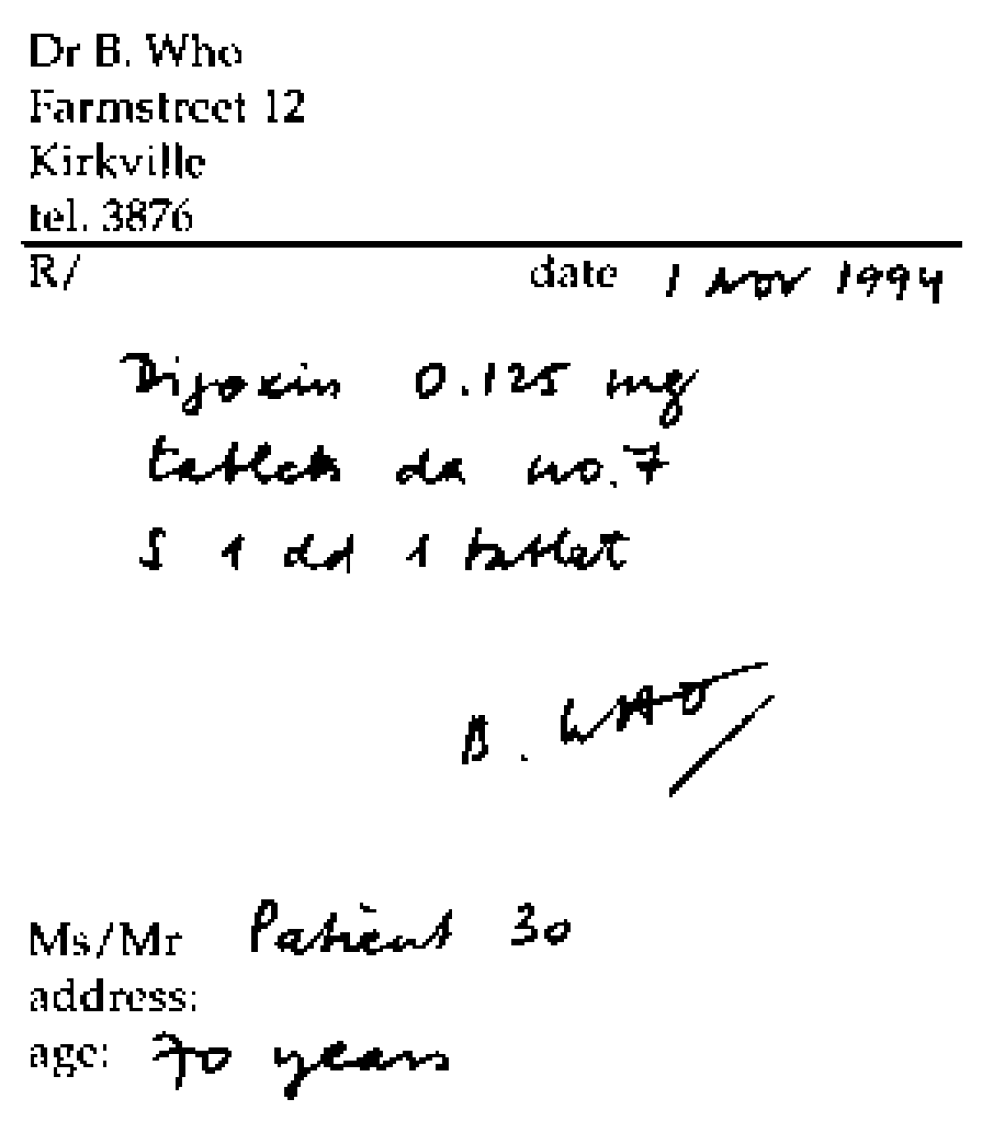 Dr B. Who
Farmstreet 12
Kirkville
tel. 3876
R/ date 1 Nov 1994
Digoxin 0.125 mg
tablets da no. 7
S 1 dd 1 tablet
B. WHO
Ms/Mr Patient 30
address:
age: 70 years